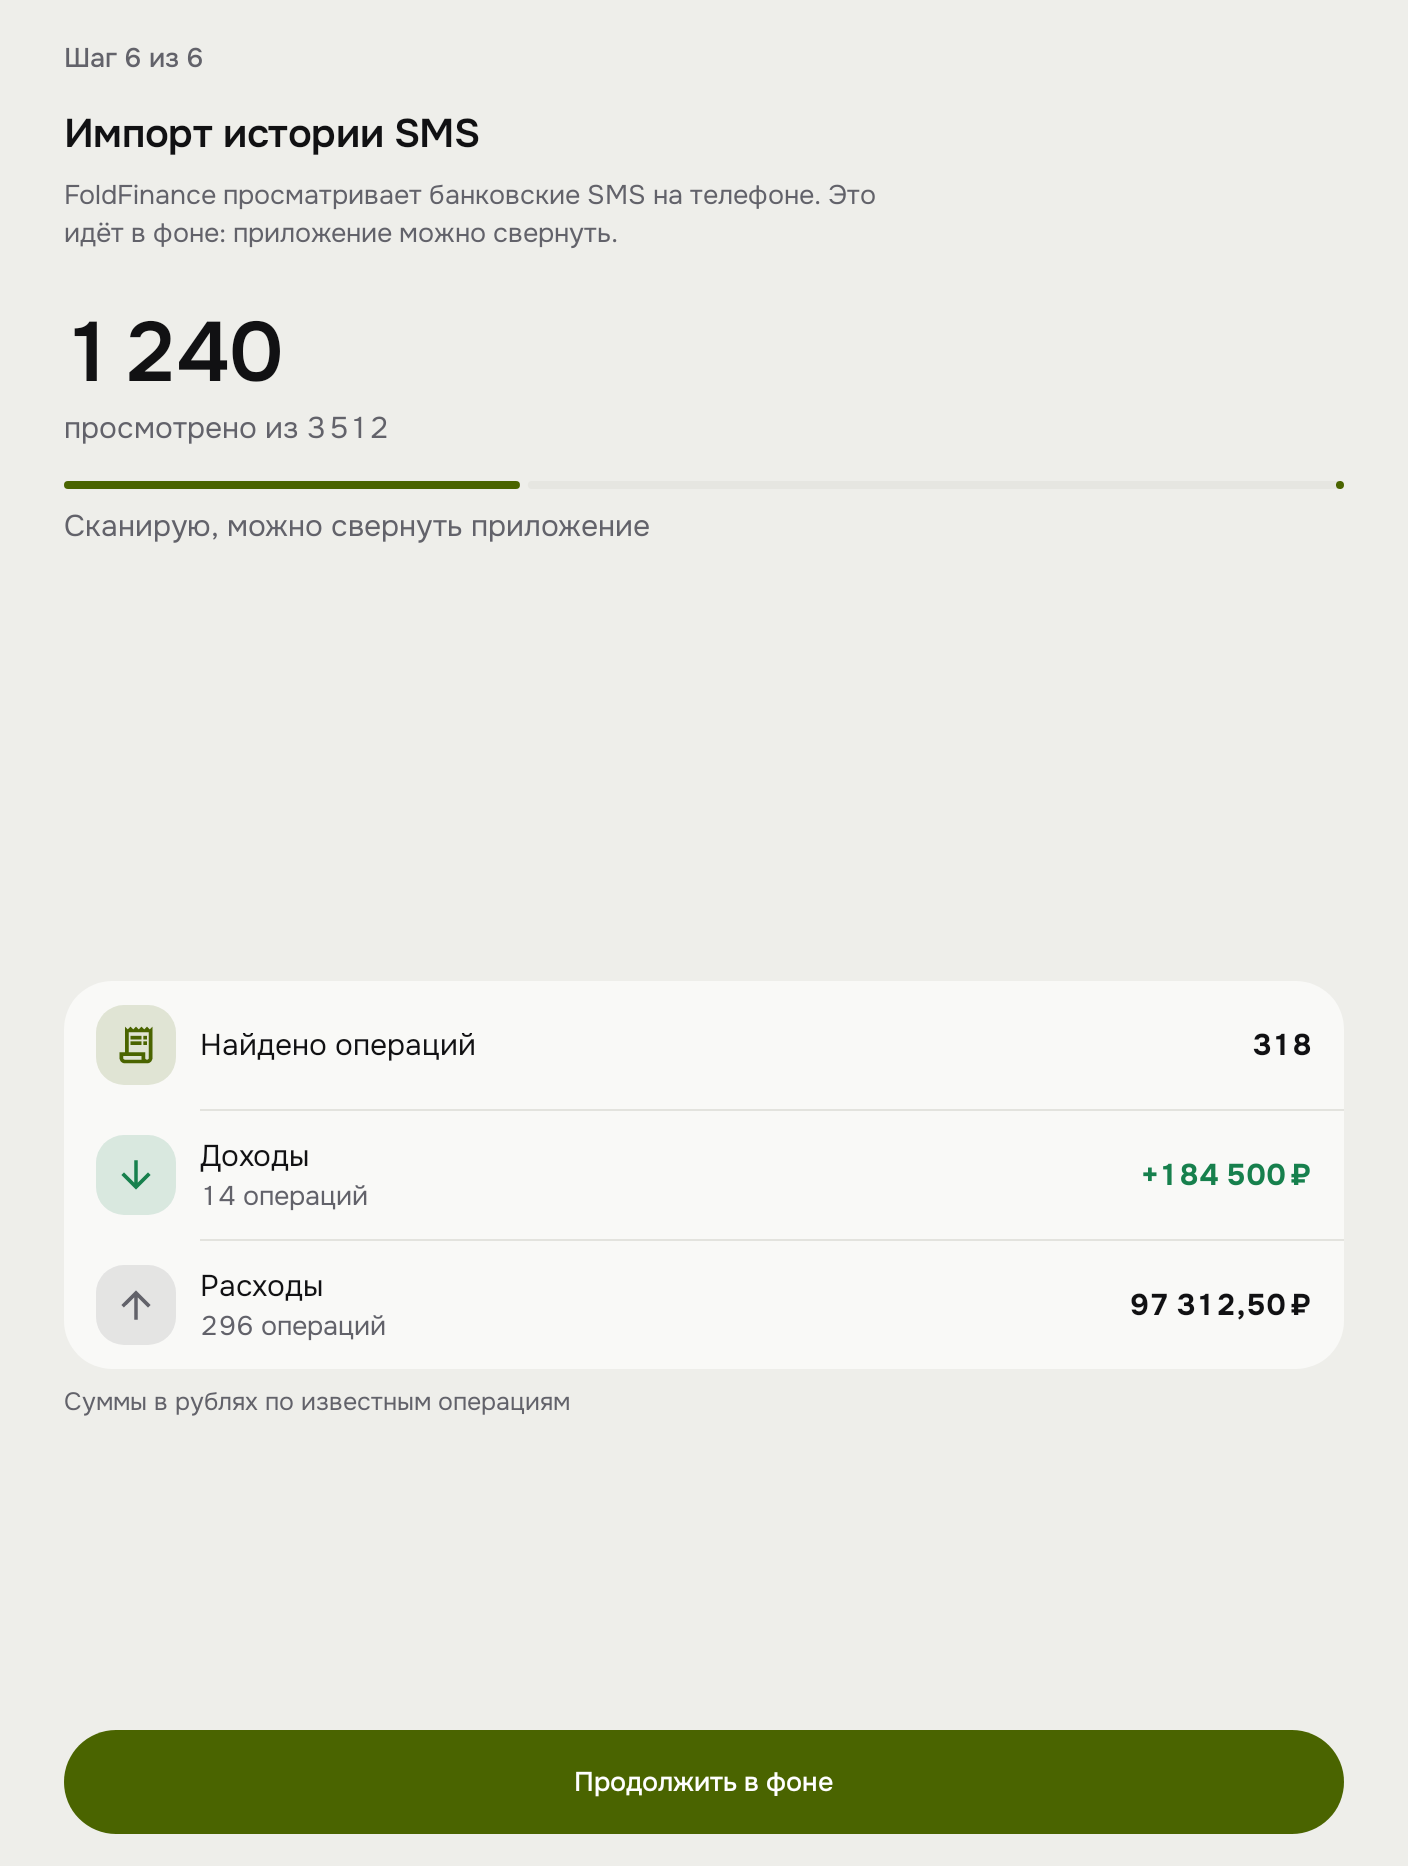 Шаг 6 из 6
Импорт истории SMS
FoldFinance просматривает банковские SMS на телефоне. Это
идёт в фоне: приложение можно свернуть.
1 240
просмотрено из 3 512
Сканирую, можно свернуть приложение
Найдено операций
318
Доходы
14 операций
+184 500 ₽
Расходы
296 операций
97 312,50 ₽
Суммы в рублях по известным операциям
Продолжить в фоне